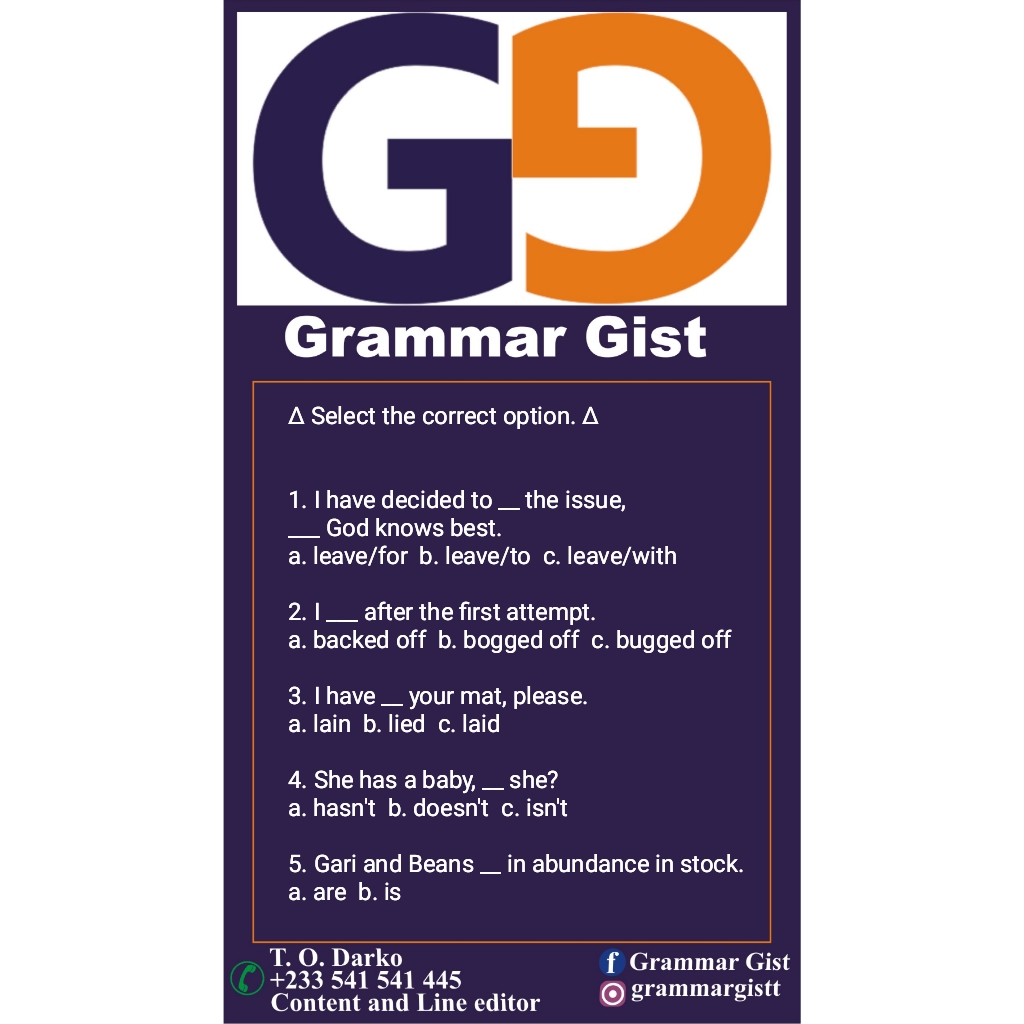 GG
Grammar Gist
Δ Select the correct option. Δ
1. I have decided to __ the issue,
___ God knows best.
a. leave/for  b. leave/to  c. leave/with
2. I ___ after the first attempt.
a. backed off  b. bogged off  c. bugged off
3. I have __ your mat, please.
a. lain  b. lied  c. laid
4. She has a baby, __ she?
a. hasn't  b. doesn't  c. isn't
5. Gari and Beans __ in abundance in stock.
a. are  b. is
T. O. Darko
+233 541 541 445
Content and Line editor
f Grammar Gist
grammargistt